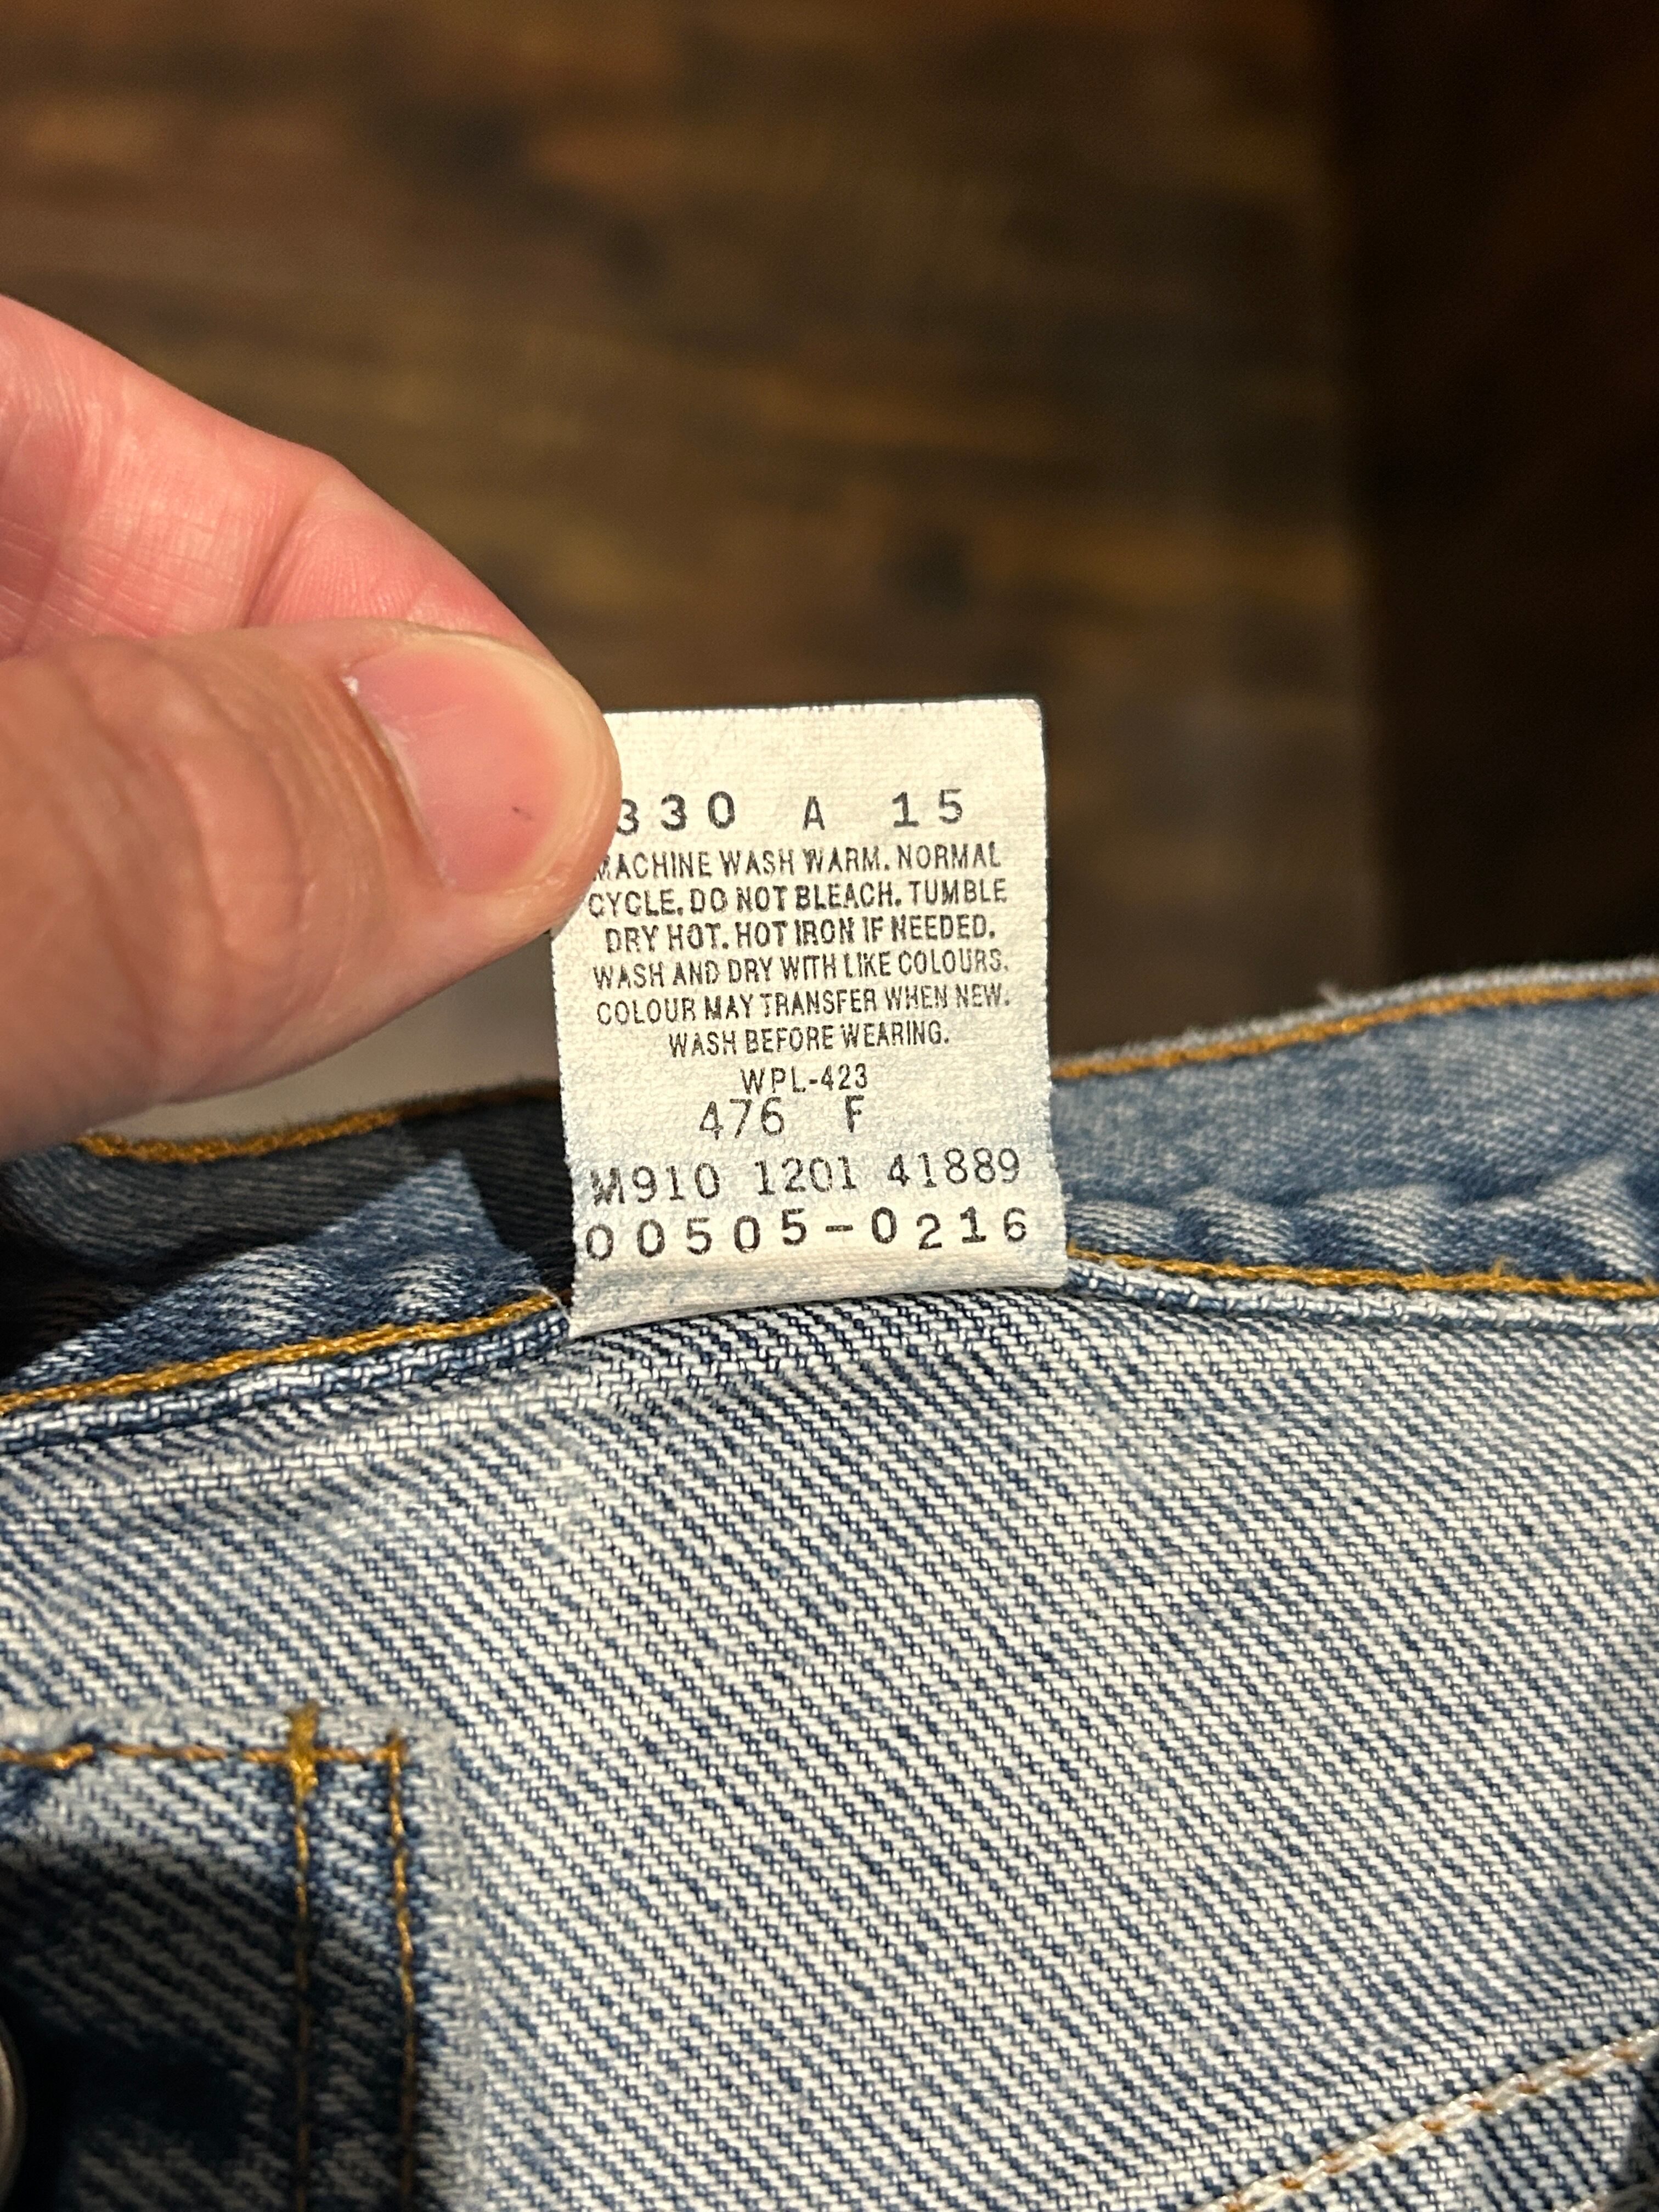 330 A 15
MACHINE WASH WARM. NORMAL
CYCLE. DO NOT BLEACH. TUMBLE
DRY HOT. HOT IRON IF NEEDED.
WASH AND DRY WITH LIKE COLOURS.
COLOUR MAY TRANSFER WHEN NEW.
WASH BEFORE WEARING.
WPL-423
476 F
M910 1201 41889
00505-0216